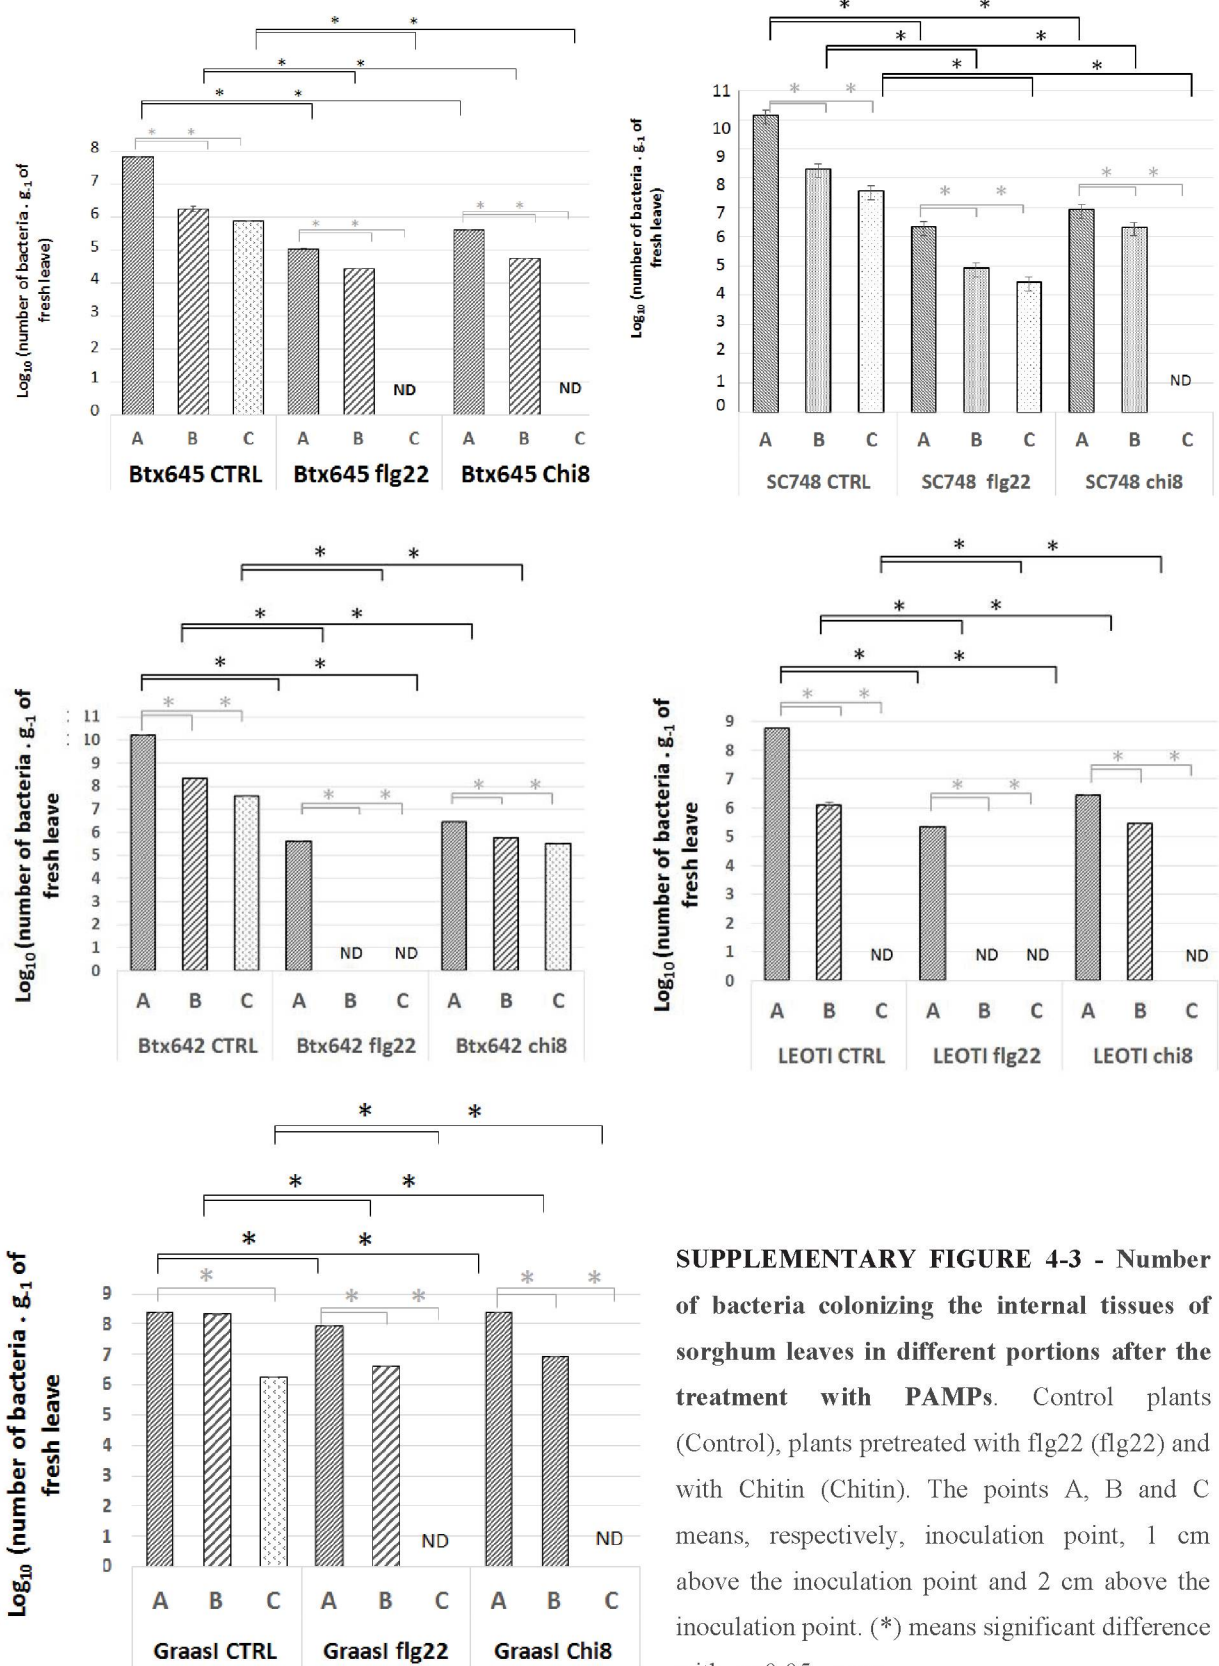 * *
* *
* *
* *
Log10 (number of bacteria . g-1 of
fresh leave)
8
7
6
5
4
3
2
1
0
* *
* *
ND
ND
A B C A B C A B C
Btx645 CTRL Btx645 flg22 Btx645 Chi8
* *
* *
* *
* *
Log10 (number of bacteria . g-1 of
fresh leave)
11
10
9
8
7
6
5
4
3
2
1
0
* *
* *
ND
A B C A B C A B C
SC748 CTRL SC748 flg22 SC748 chi8
* *
* *
* *
* *
Log10 (number of bacteria . g-1 of
fresh leave
11
10
9
8
7
6
5
4
3
2
1
0
* *
* *
ND ND
A B C A B C A B C
Btx642 CTRL Btx642 flg22 Btx642 chi8
* *
* *
* *
* *
Log10 (number of bacteria . g-1 of
fresh leave
9
8
7
6
5
4
3
2
1
0
* *
* *
ND ND ND ND
A B C A B C A B C
LEOTI CTRL LEOTI flg22 LEOTI chi8
* *
* *
* *
*
Log10 (number of bacteria . g-1 of
fresh leave
9
8
7
6
5
4
3
2
1
0
* *
* *
ND ND
A B C A B C A B C
GraasI CTRL GraasI flg22 GraasI Chi8
SUPPLEMENTARY FIGURE 4-3 - Number
of bacteria colonizing the internal tissues of
sorghum leaves in different portions after the
treatment with PAMPs. Control plants
(Control), plants pretreated with flg22 (flg22) and
with Chitin (Chitin). The points A, B and C
means, respectively, inoculation point, 1 cm
above the inoculation point and 2 cm above the
inoculation point. (*) means significant difference